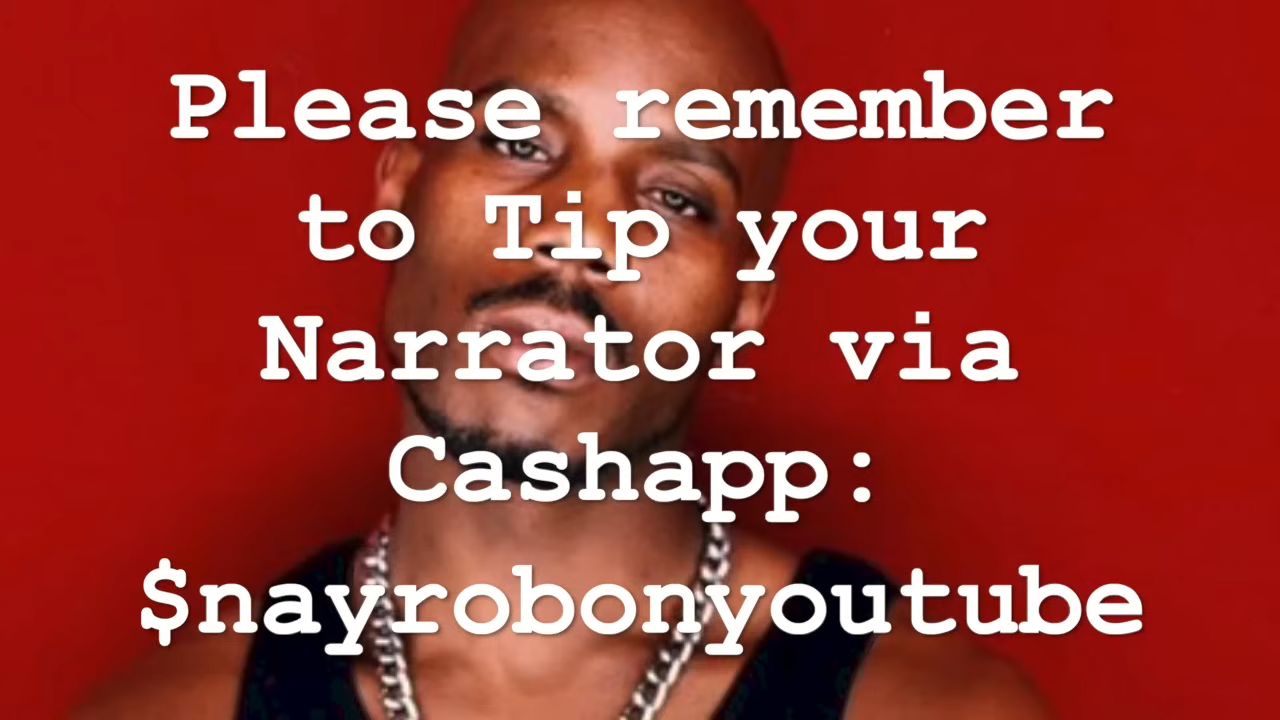 Please remember
to Tip your
Narrator via
Cashapp:
$nayrobonyoutube